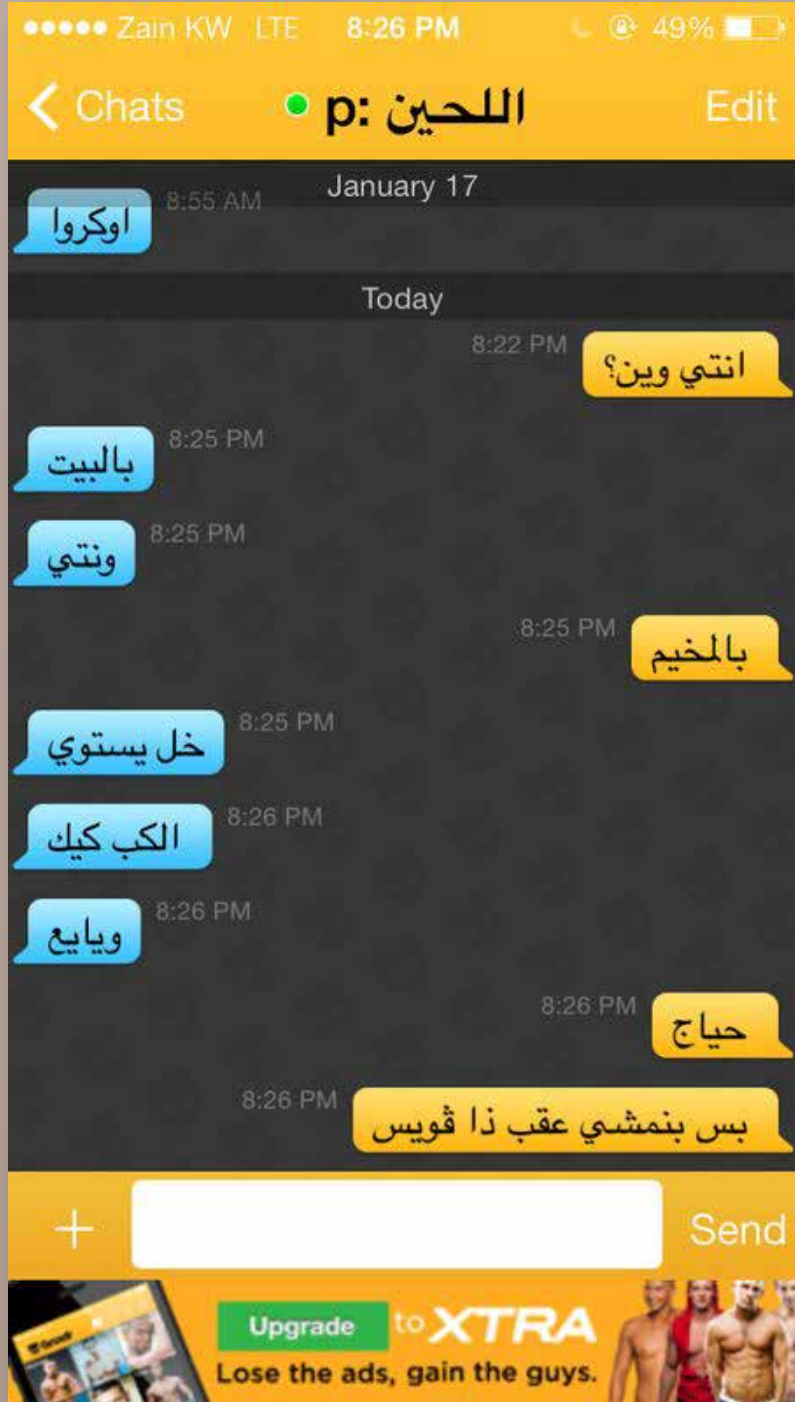 Zain KW LTE 8:26 PM 49%
Chats اللحين :p Edit
January 17
8:55 AM
اوكروا
Today
8:22 PM
انتي وين؟
8:25 PM
بالبيت
8:25 PM
ونتي
8:25 PM
بالمخيم
8:25 PM
خل يستوي
8:26 PM
الكب كيك
8:26 PM
ويايع
8:26 PM
حياج
8:26 PM
بس بنمشي عقب ذا ڤويس
+ Send
Upgrade to XTRA
Lose the ads, gain the guys.